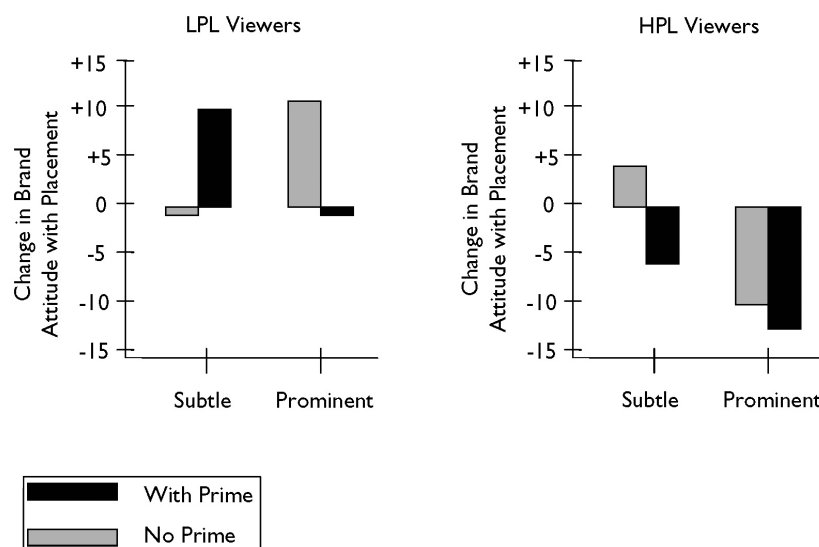 LPL Viewers
Change in Brand
Attitude with Placement
+15
+10
+5
0
-5
-10
-15
Subtle
Prominent
HPL Viewers
Change in Brand
Attitude with Placement
+15
+10
+5
0
-5
-10
-15
Subtle
Prominent
With Prime
No Prime